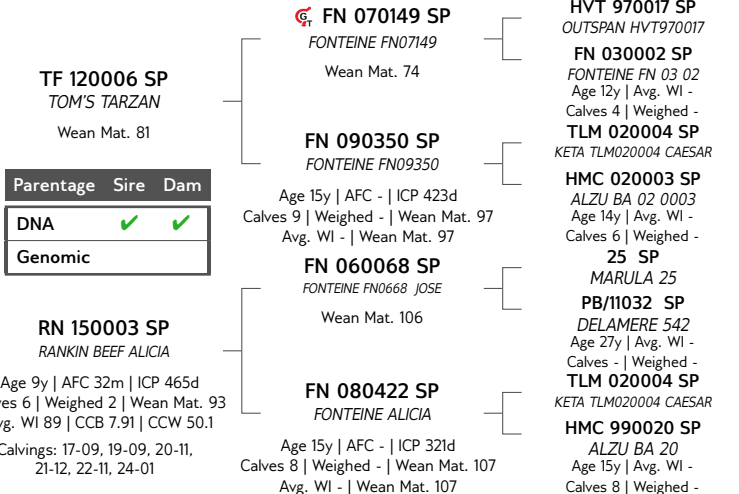 TF 120006 SP
TOM'S TARZAN
Wean Mat. 81
Parentage Sire Dam
DNA ✔ ✔
Genomic
RN 150003 SP
RANKIN BEEF ALICIA
Age 9y | AFC 32m | ICP 465d
es 6 | Weighed 2 | Wean Mat. 93
g. WI 89 | CCB 7.91 | CCW 50.1
Calvings: 17-09, 19-09, 20-11,
21-12, 22-11, 24-01
FN 070149 SP
FONTEINE FN07149
Wean Mat. 74
FN 090350 SP
FONTEINE FN09350
Age 15y | AFC - | ICP 423d
Calves 9 | Weighed - | Wean Mat. 97
Avg. WI - | Wean Mat. 97
FN 060068 SP
FONTEINE FN0668 JOSE
Wean Mat. 106
FN 080422 SP
FONTEINE ALICIA
Age 15y | AFC - | ICP 321d
Calves 8 | Weighed - | Wean Mat. 107
Avg. WI - | Wean Mat. 107
HVT 970017 SP
OUTSPAN HVT970017
FN 030002 SP
FONTEINE FN 03 02
Age 12y | Avg. WI -
Calves 4 | Weighed -
TLM 020004 SP
KETA TLM020004 CAESAR
HMC 020003 SP
ALZU BA 02 0003
Age 14y | Avg. WI -
Calves 6 | Weighed -
25 SP
MARULA 25
PB/11032 SP
DELAMERE 542
Age 27y | Avg. WI -
Calves - | Weighed -
TLM 020004 SP
KETA TLM020004 CAESAR
HMC 990020 SP
ALZU BA 20
Age 15y | Avg. WI -
Calves 8 | Weighed -